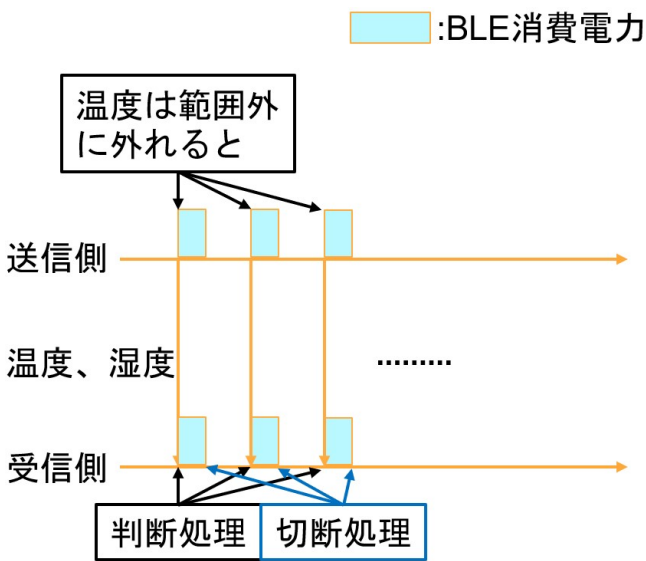 :BLE消費電力
温度は範囲外
に外れると
送信側
温度、湿度
.........
受信側
判断処理
切断処理